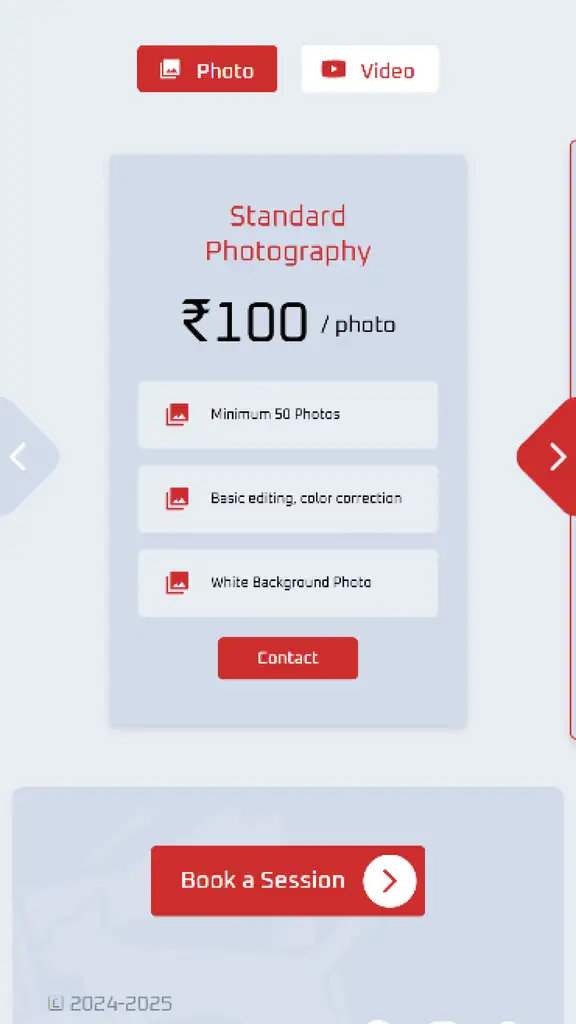 Photo
Video
Standard
Photography
₹100 / photo
Minimum 50 Photos
Basic editing, color correction
White Background Photo
Contact
Book a Session
© 2024-2025